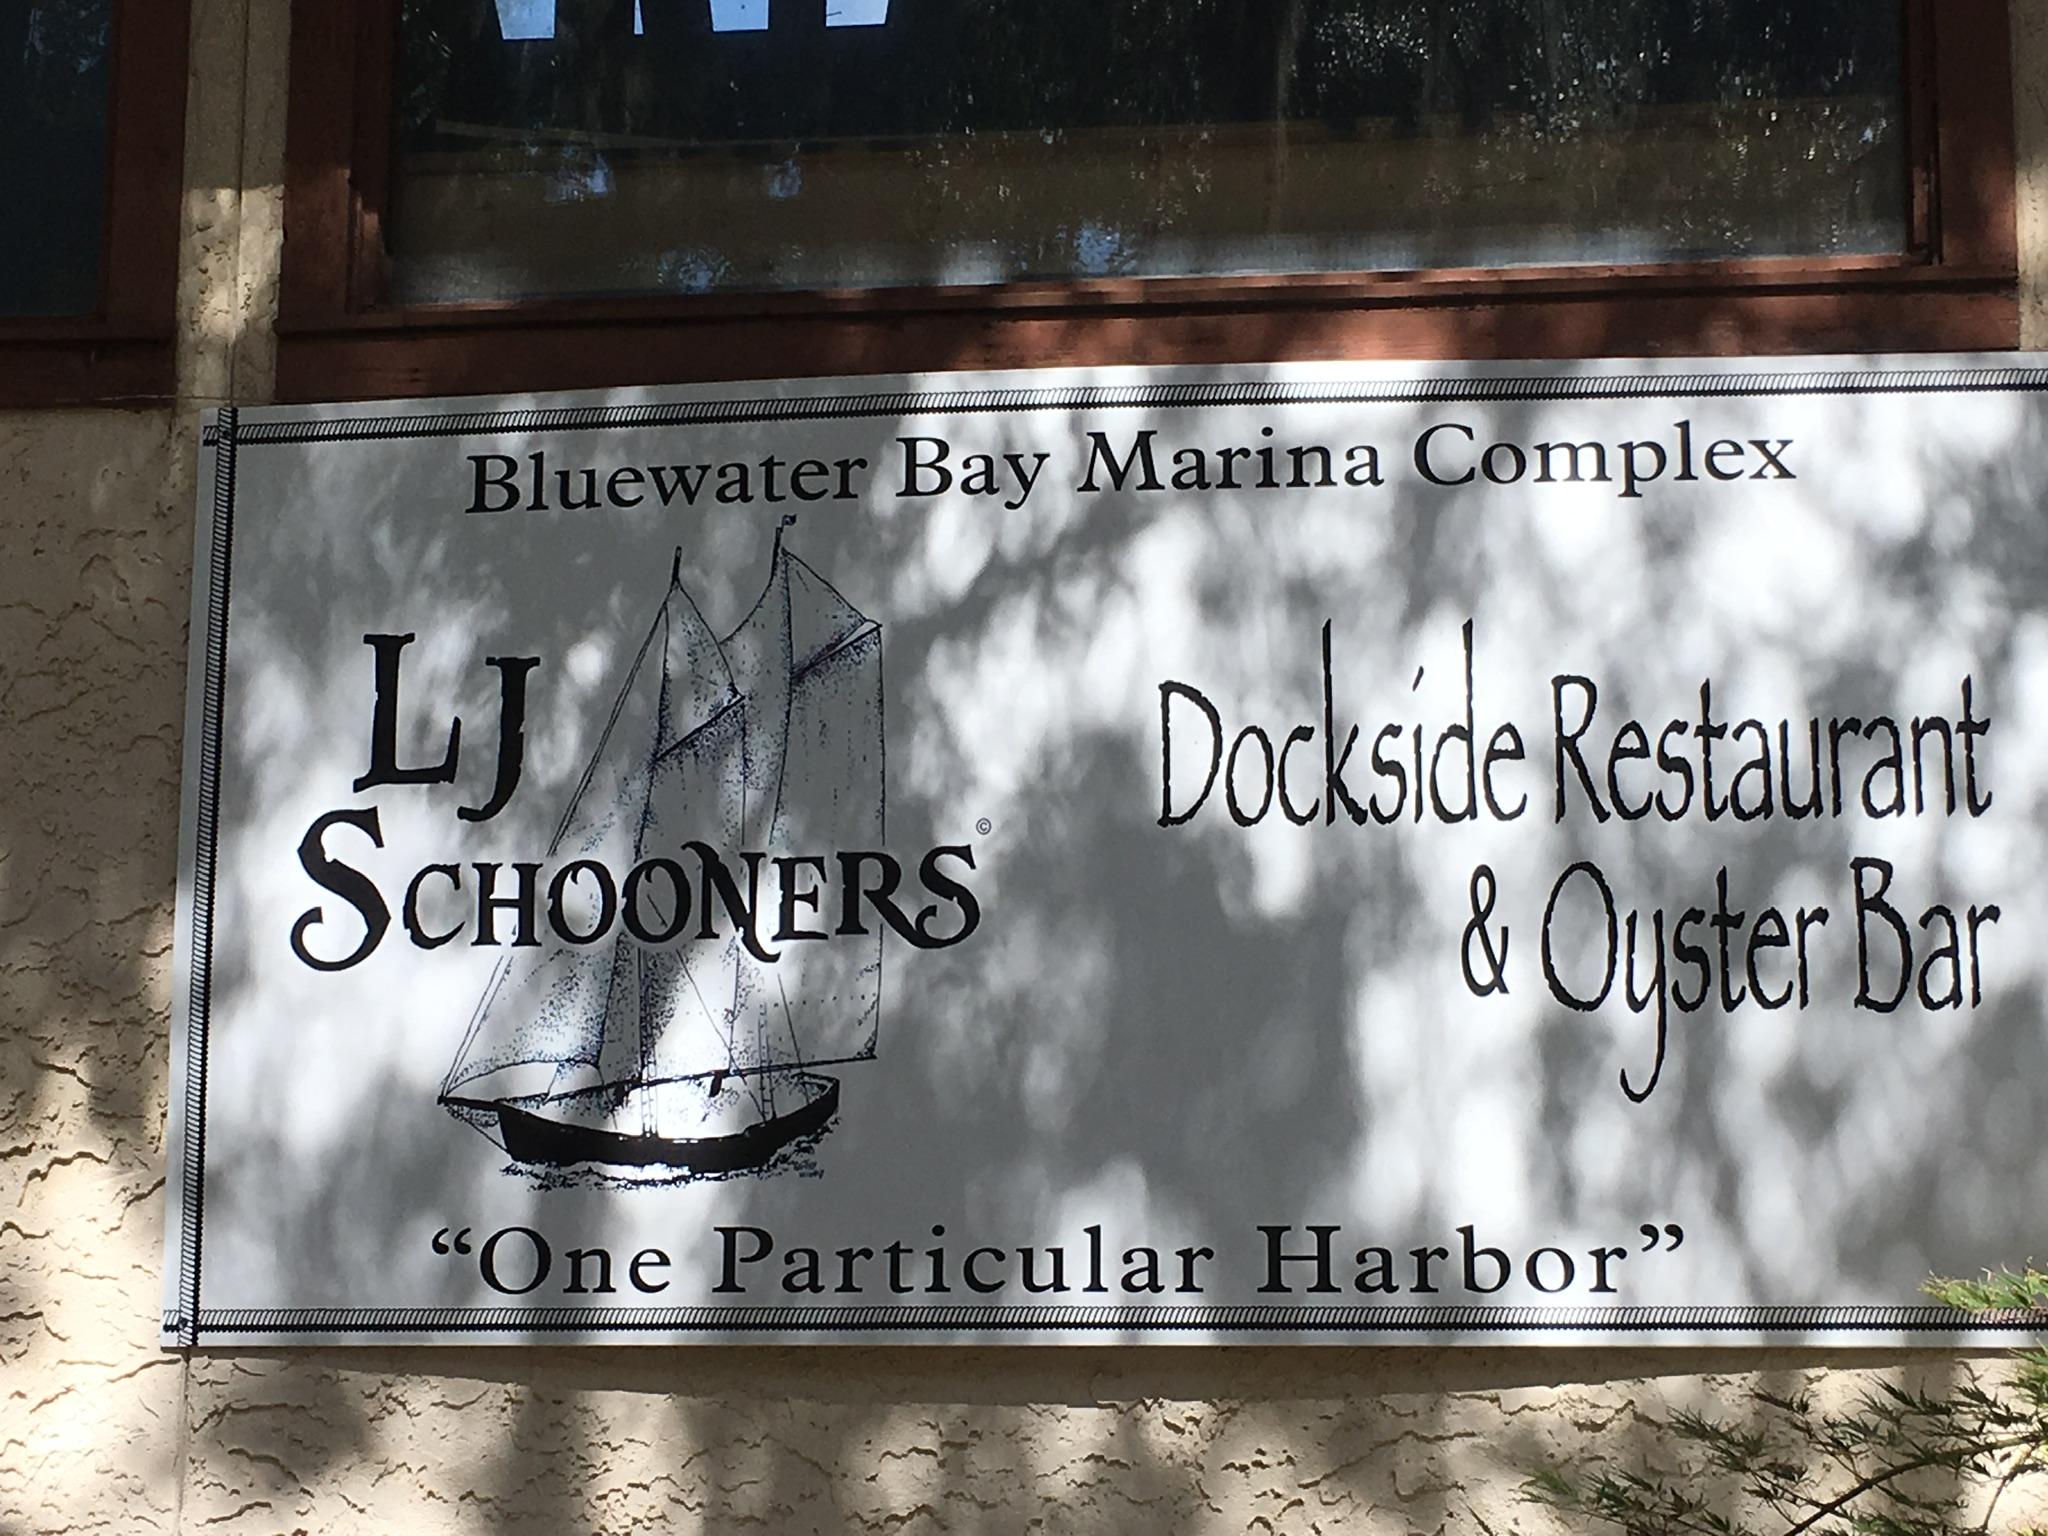 Bluewater Bay Marina Complex
LJ
SCHOONERS©
Dockside Restaurant
& Oyster Bar
“One Particular Harbor”